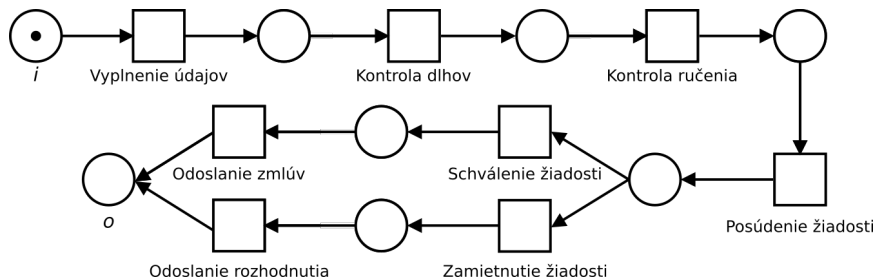 i
Vyplnenie údajov
Kontrola dlhov
Kontrola ručenia
Odoslanie zmlúv
Schválenie žiadosti
o
Posúdenie žiadosti
Odoslanie rozhodnutia
Zamietnutie žiadosti